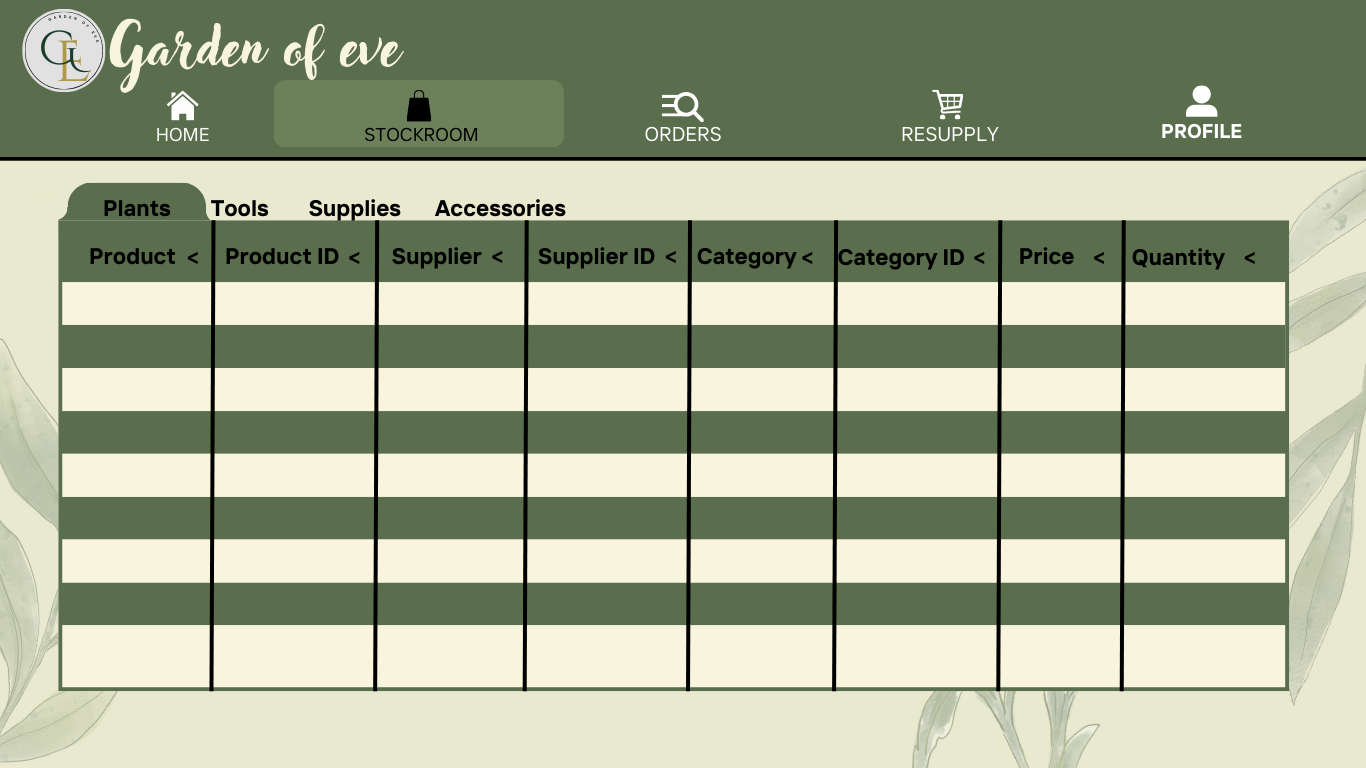 GARDEN OF EVE
GE
Garden of eve
HOME
STOCKROOM
ORDERS
RESUPPLY
PROFILE
Plants Tools Supplies Accessories
Product < Product ID < Supplier < Supplier ID < Category < Category ID < Price < Quantity <